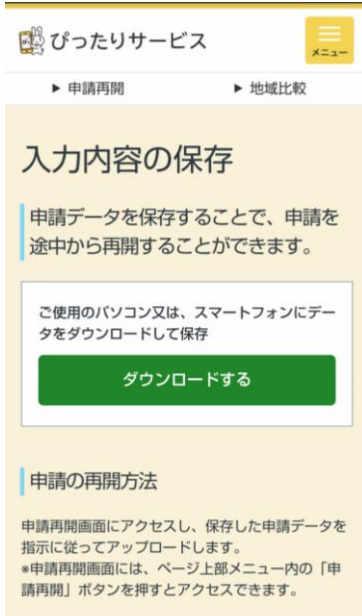 ぴったりサービス
メニュー
▶ 申請再開
▶ 地域比較
入力内容の保存
申請データを保存することで、申請を
途中から再開することができます。
ご使用のパソコン又は、スマートフォンにデー
タをダウンロードして保存
ダウンロードする
申請の再開方法
申請再開画面にアクセスし、保存した申請データを
指示に従ってアップロードします。
※申請再開画面には、ページ上部メニュー内の「申
請再開」ボタンを押すとアクセスできます。